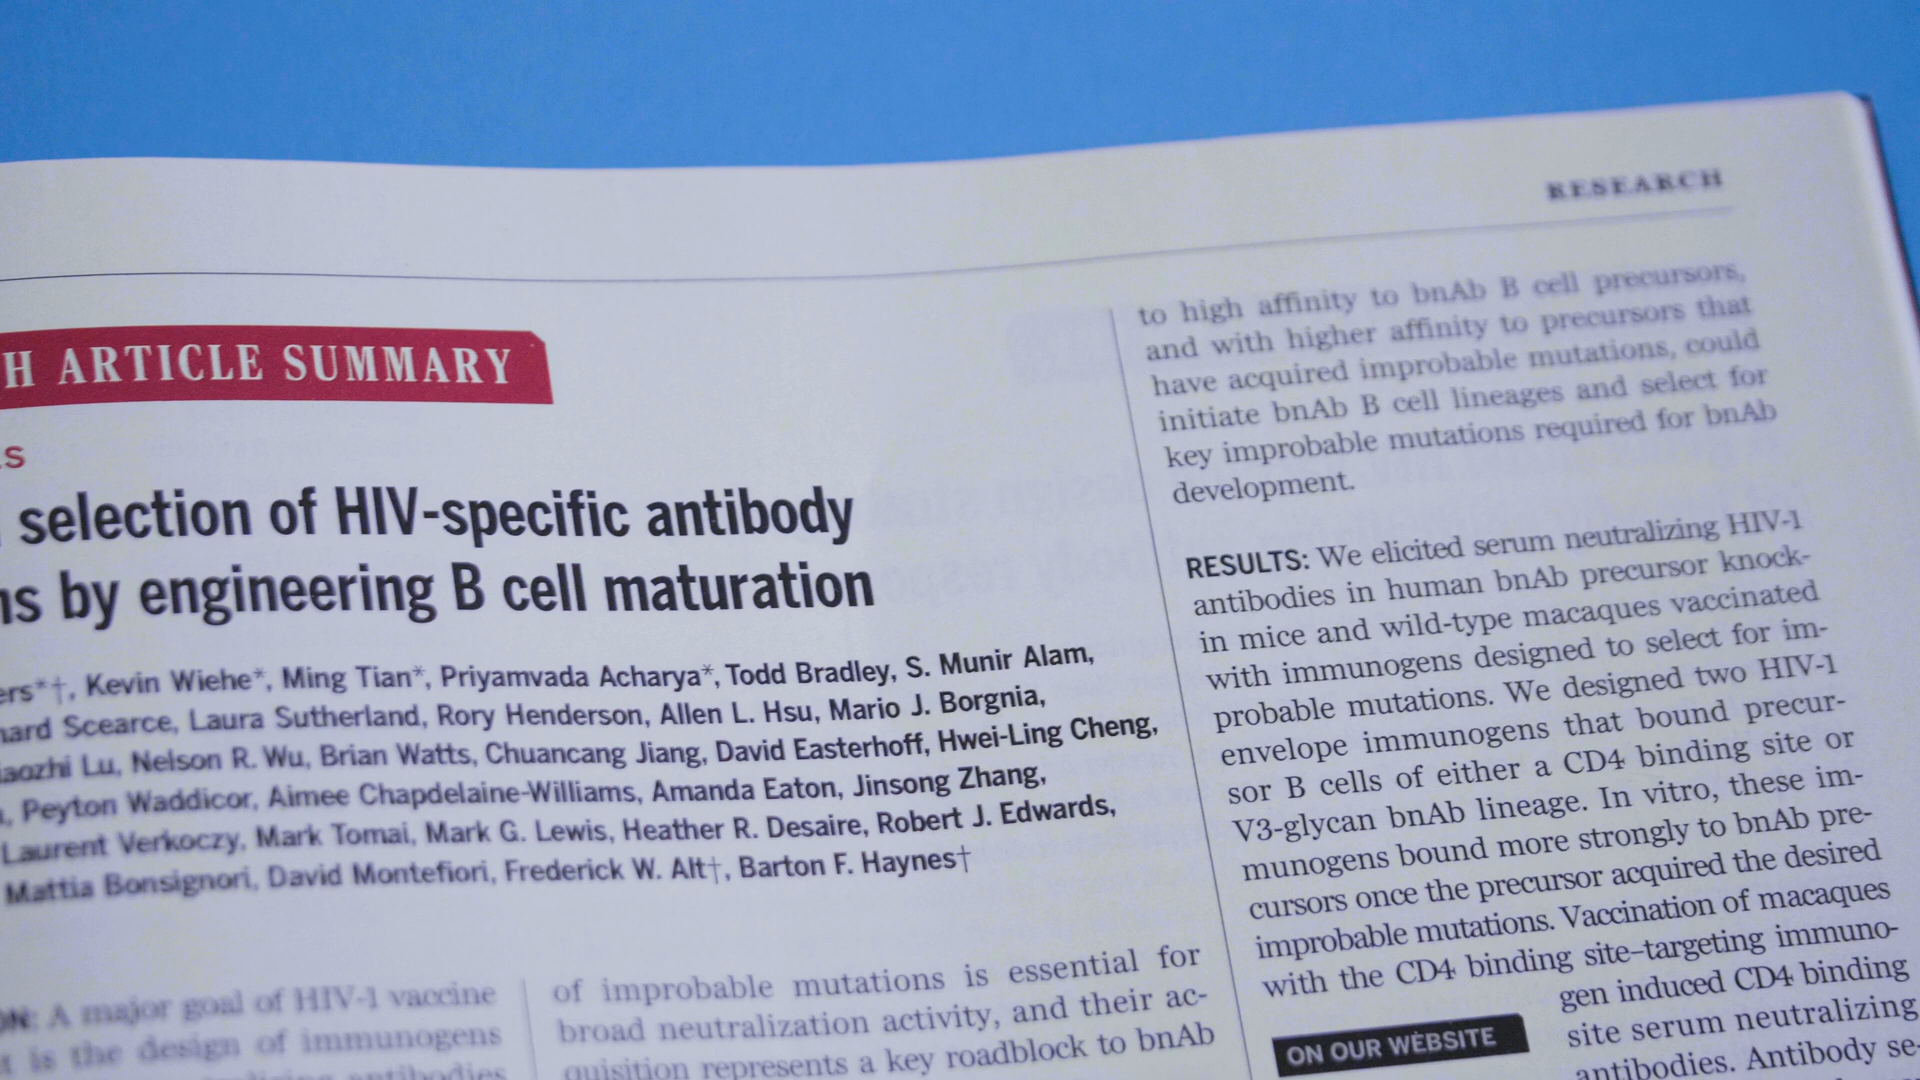 RESEARCH
H ARTICLE SUMMARY
S
selection of HIV-specific antibody
ns by engineering B cell maturation
ers*†, Kevin Wiehe*, Ming Tian*, Priyamvada Acharya*, Todd Bradley, S. Munir Alam,
hard Scearce, Laura Sutherland, Rory Henderson, Allen L. Hsu, Mario J. Borgnia,
iaozhi Lu, Nelson R. Wu, Brian Watts, Chuancang Jiang, David Easterhoff, Hwei-Ling Cheng,
, Peyton Waddicor, Aimee Chapdelaine-Williams, Amanda Eaton, Jinsong Zhang,
Laurent Verkoczy, Mark Tomai, Mark G. Lewis, Heather R. Desaire, Robert J. Edwards,
Mattia Bonsignori, David Montefiori, Frederick W. Alt†, Barton F. Haynes†
ON: A major goal of HIV-1 vaccine
t is the design of immunogens
antibodies
of improbable mutations is essential for
broad neutralization activity, and their ac-
quisition represents a key roadblock to bnAb
to high affinity to bnAb B cell precursors,
and with higher affinity to precursors that
have acquired improbable mutations, could
initiate bnAb B cell lineages and select for
key improbable mutations required for bnAb
development.
RESULTS: We elicited serum neutralizing HIV-1
antibodies in human bnAb precursor knock-
in mice and wild-type macaques vaccinated
with immunogens designed to select for im-
probable mutations. We designed two HIV-1
envelope immunogens that bound precur-
sor B cells of either a CD4 binding site or
V3-glycan bnAb lineage. In vitro, these im-
munogens bound more strongly to bnAb pre-
cursors once the precursor acquired the desired
improbable mutations. Vaccination of macaques
with the CD4 binding site–targeting immuno-
gen induced CD4 binding
site serum neutralizing
antibodies. Antibody se-
ON OUR WEBSITE